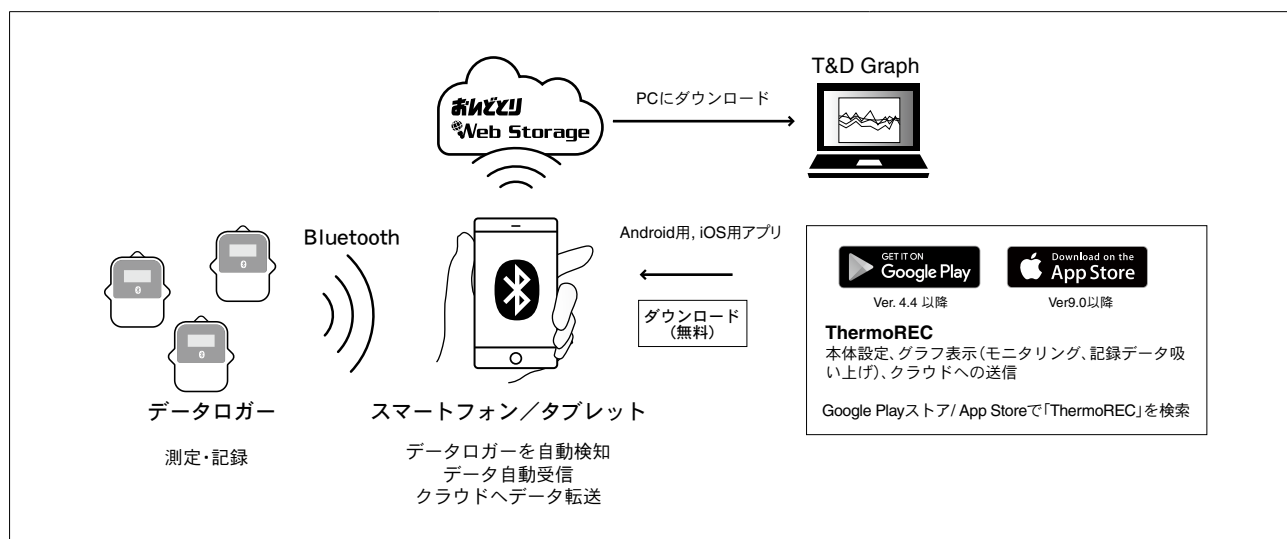 おんどとり
Web Storage
PCにダウンロード
T&D Graph
Bluetooth
データロガー
測定・記録
スマートフォン／タブレット
データロガーを自動検知
データ自動受信
クラウドへデータ転送
Android用, iOS用アプリ
ダウンロード
(無料)
GET IT ON
Google Play
Ver. 4.4 以降
Download on the
App Store
Ver9.0以降
ThermoREC
本体設定、グラフ表示(モニタリング、記録データ吸
い上げ)、クラウドへの送信
Google Playストア/ App Storeで「ThermoREC」を検索